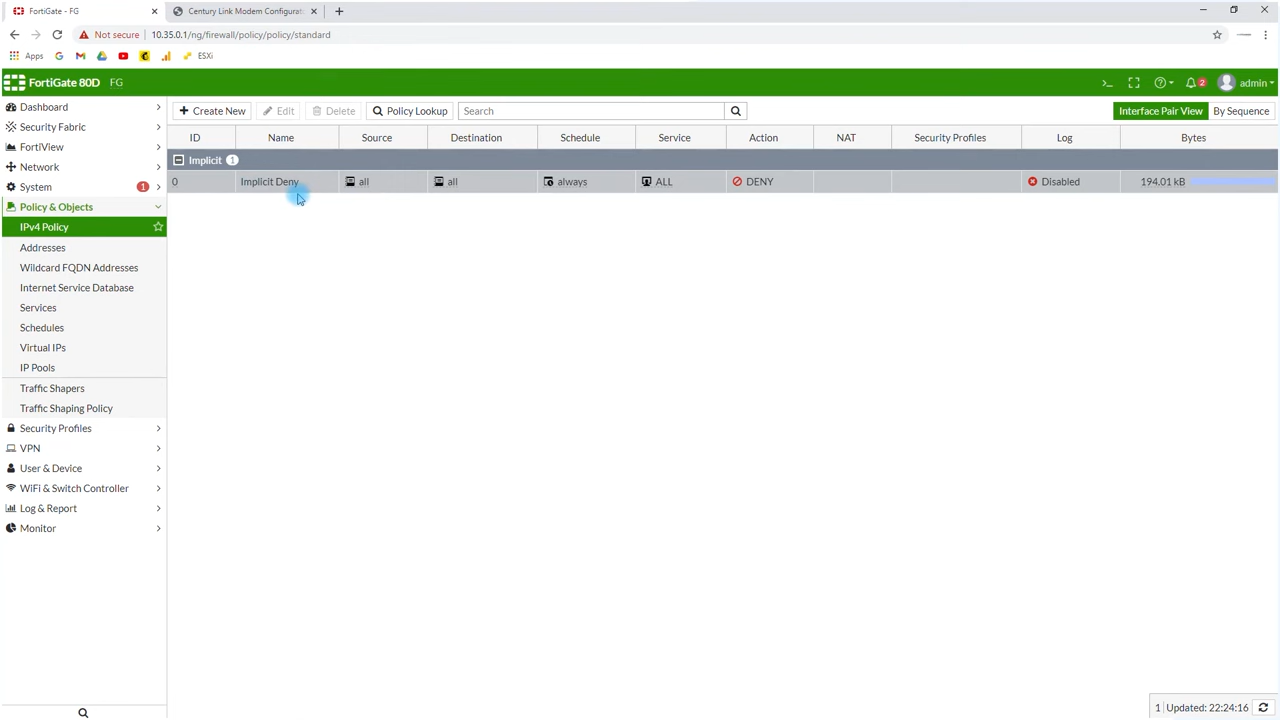 FortiGate - FG
Century Link Modem Configurat
Not secure 10.35.0.1/ng/firewall/policy/policy/standard
Apps
ESXi
FortiGate 80D FG
2
admin
Dashboard
Security Fabric
FortiView
Network
System 1
Policy & Objects
IPv4 Policy
Addresses
Wildcard FQDN Addresses
Internet Service Database
Services
Schedules
Virtual IPs
IP Pools
Traffic Shapers
Traffic Shaping Policy
Security Profiles
VPN
User & Device
WiFi & Switch Controller
Log & Report
Monitor
Create New Edit Delete Policy Lookup Search Interface Pair View By Sequence
ID Name Source Destination Schedule Service Action NAT Security Profiles Log Bytes
Implicit 1
0 Implicit Deny all all always ALL DENY Disabled 194.01 kB
1 Updated: 22:24:16